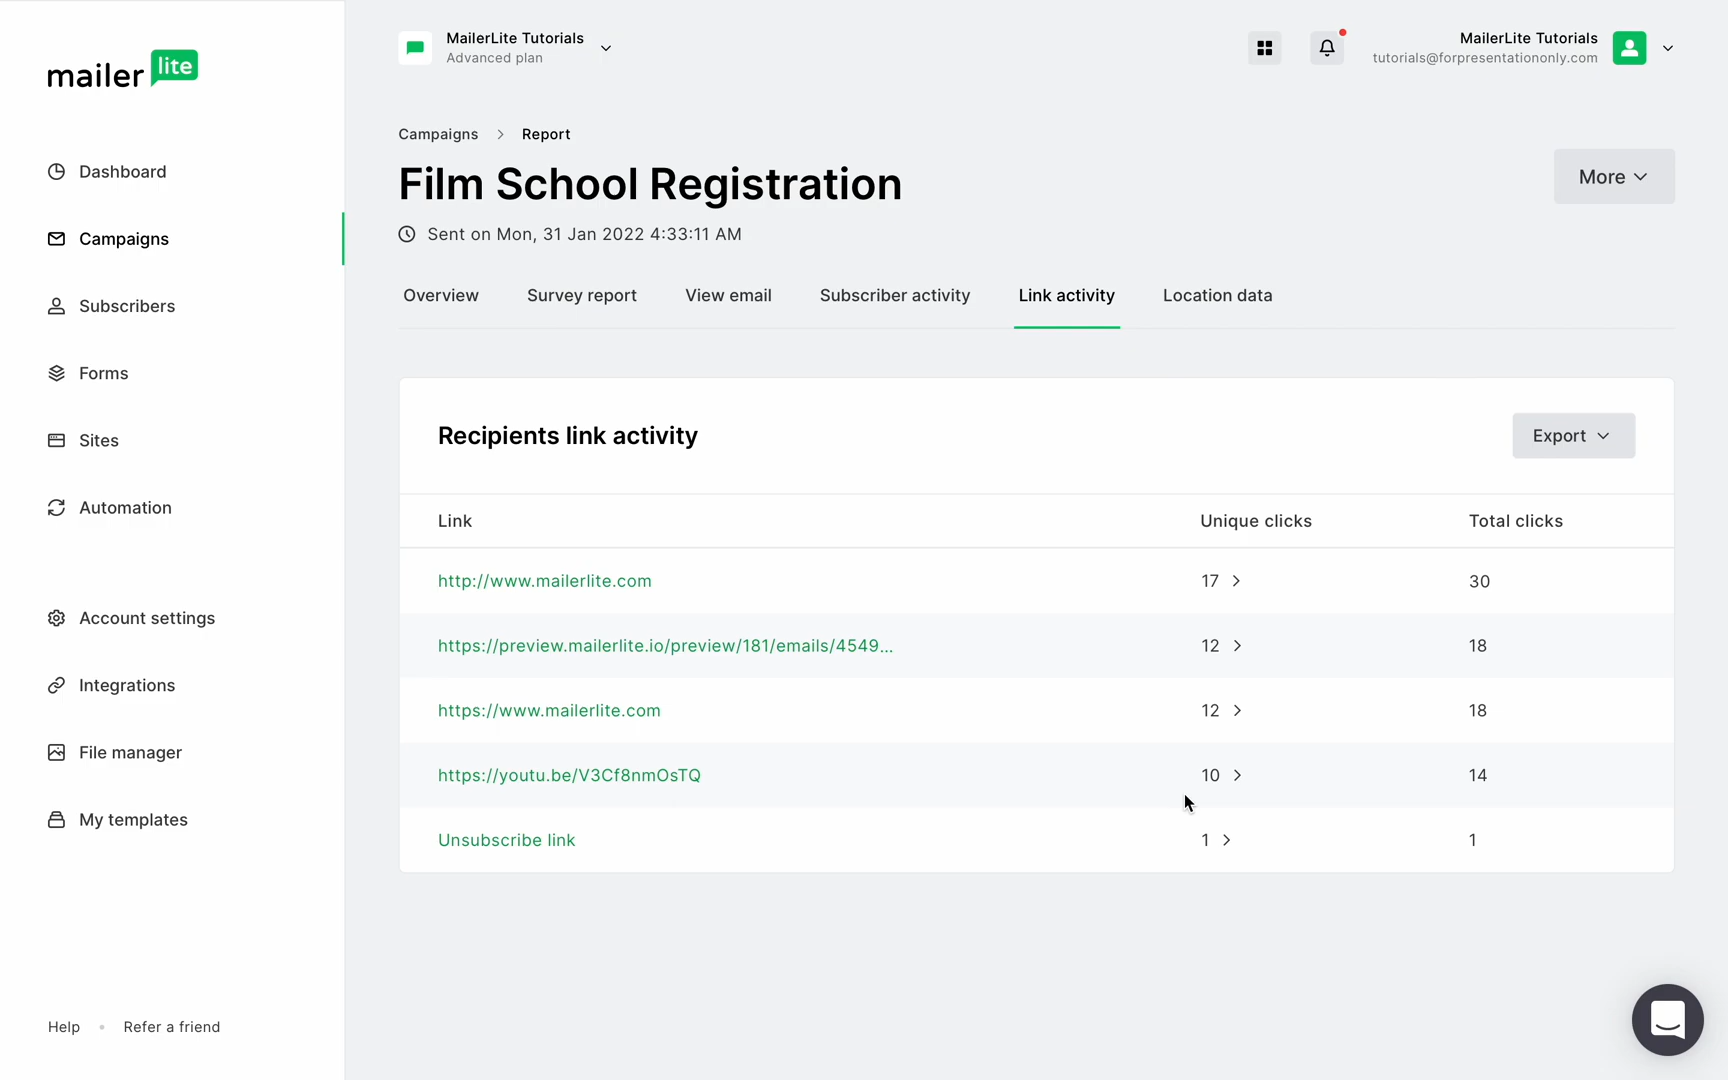 mailer lite
MailerLite Tutorials
Advanced plan
MailerLite Tutorials
tutorials@forpresentationonly.com
Dashboard
Campaigns
Subscribers
Forms
Sites
Automation
Account settings
Integrations
File manager
My templates
Help • Refer a friend
Campaigns > Report
Film School Registration
More
Sent on Mon, 31 Jan 2022 4:33:11 AM
Overview Survey report View email Subscriber activity Link activity Location data
Recipients link activity
Export
Link Unique clicks Total clicks
http://www.mailerlite.com 17 > 30
https://preview.mailerlite.io/preview/181/emails/4549... 12 > 18
https://www.mailerlite.com 12 > 18
https://youtu.be/V3Cf8nmOsTQ 10 > 14
Unsubscribe link 1 > 1